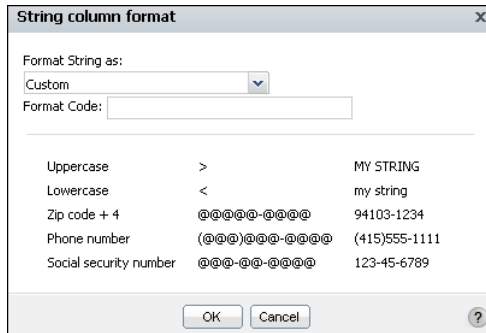 String column format x
Format String as:
Custom
Format Code:
Uppercase > MY STRING
Lowercase < my string
Zip code + 4 @@@@@-@@@@ 94103-1234
Phone number (@@@)@@@-@@@@ (415)555-1111
Social security number @@@-@@-@@@@ 123-45-6789
OK Cancel ?